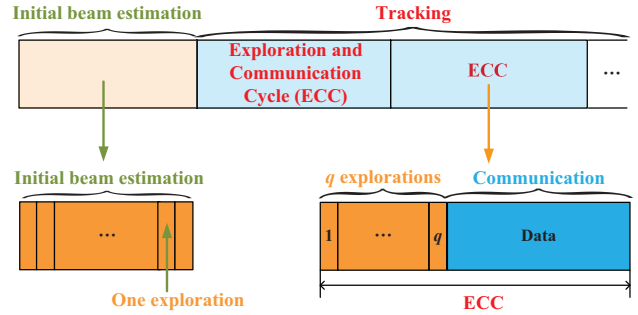 Initial beam estimation
Tracking
Exploration and
Communication
Cycle (ECC)
ECC
...
Initial beam estimation
q explorations
Communication
...
1
...
q
Data
One exploration
ECC